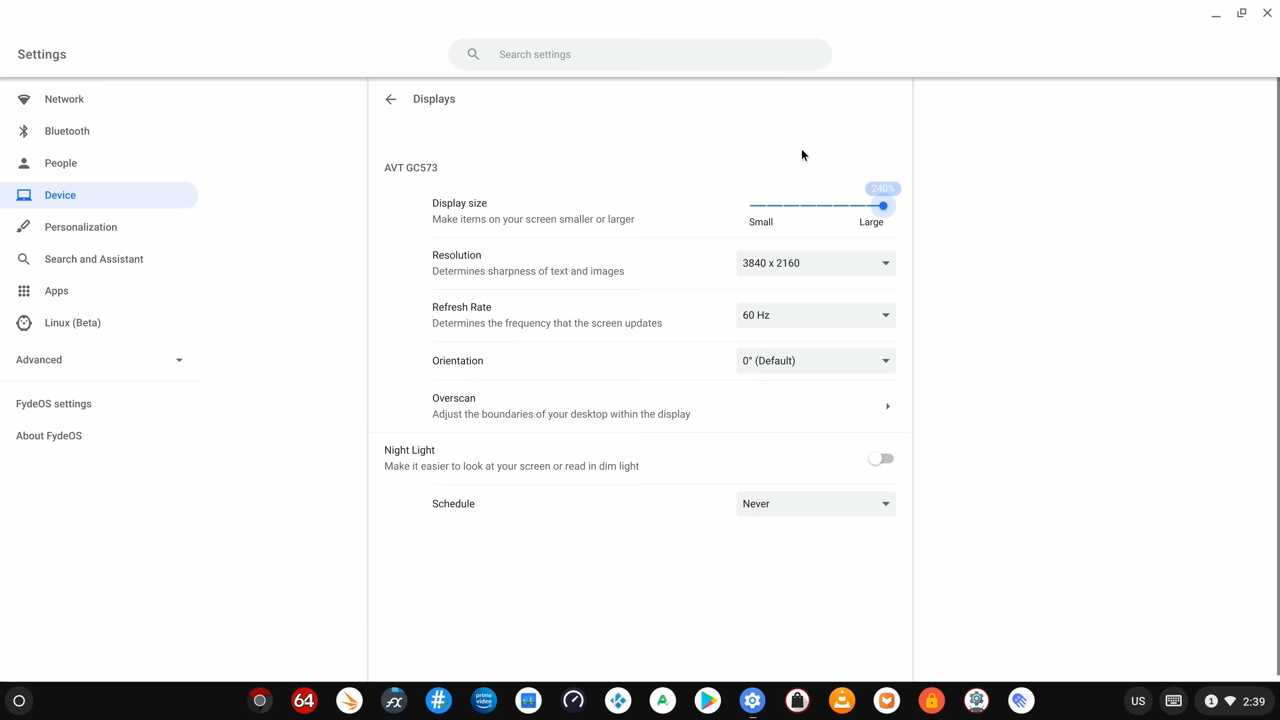 Settings
Search settings
Network
Bluetooth
People
Device
Personalization
Search and Assistant
Apps
Linux (Beta)
Advanced
FydeOS settings
About FydeOS
Displays
AVT GC573
240%
Display size
Make items on your screen smaller or larger
Small Large
Resolution
Determines sharpness of text and images
3840 x 2160
Refresh Rate
Determines the frequency that the screen updates
60 Hz
Orientation
0° (Default)
Overscan
Adjust the boundaries of your desktop within the display
Night Light
Make it easier to look at your screen or read in dim light
Schedule
Never
64
prime video
US
1
2:39